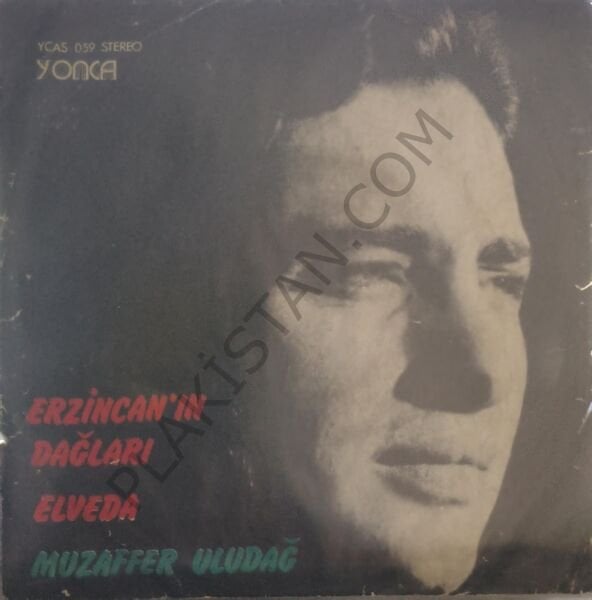 YCAS 059 STEREO
YONCA
ERZİNCAN'IN
DAĞLARI
ELVEDA
MUZAFFER ULUDAĞ
PLAKİSTAN.COM